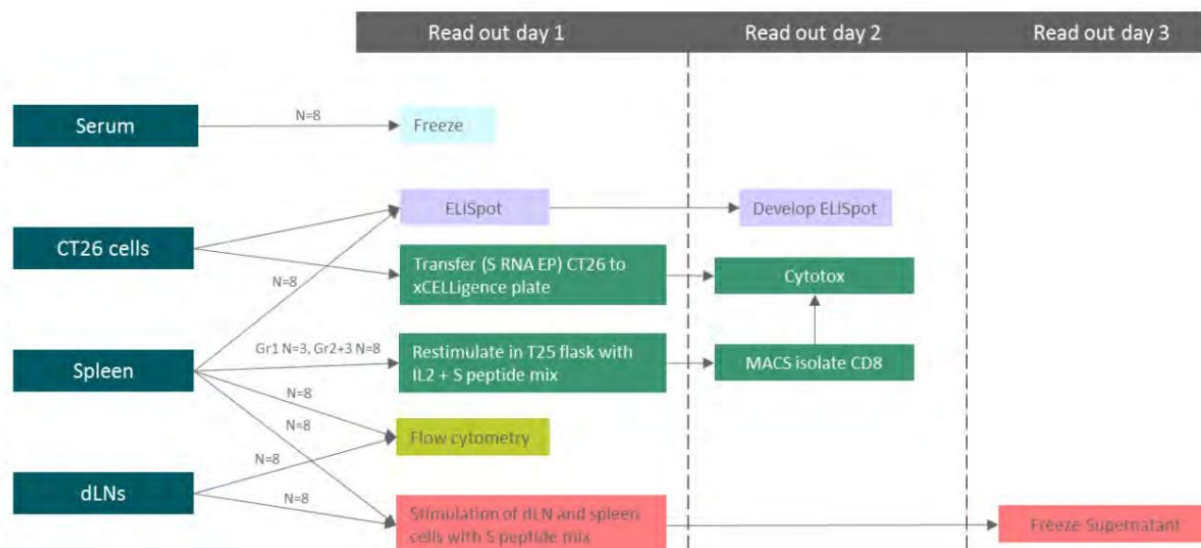 Read out day 1
Read out day 2
Read out day 3
Serum
N=8
Freeze
ELISpot
Develop ELISpot
CT26 cells
Transfer (S RNA EP) CT26 to
xCELLigence plate
Cytotox
N=8
Spleen
Gr1 N=3, Gr2+3 N=8
Restimulate in T25 flask with
IL2 + S peptide mix
MACS isolate CD8
N=8
N=8
Flow cytometry
dLNs
N=8
N=8
Stimulation of dLN and spleen
cells with S peptide mix
Freeze Supernatant